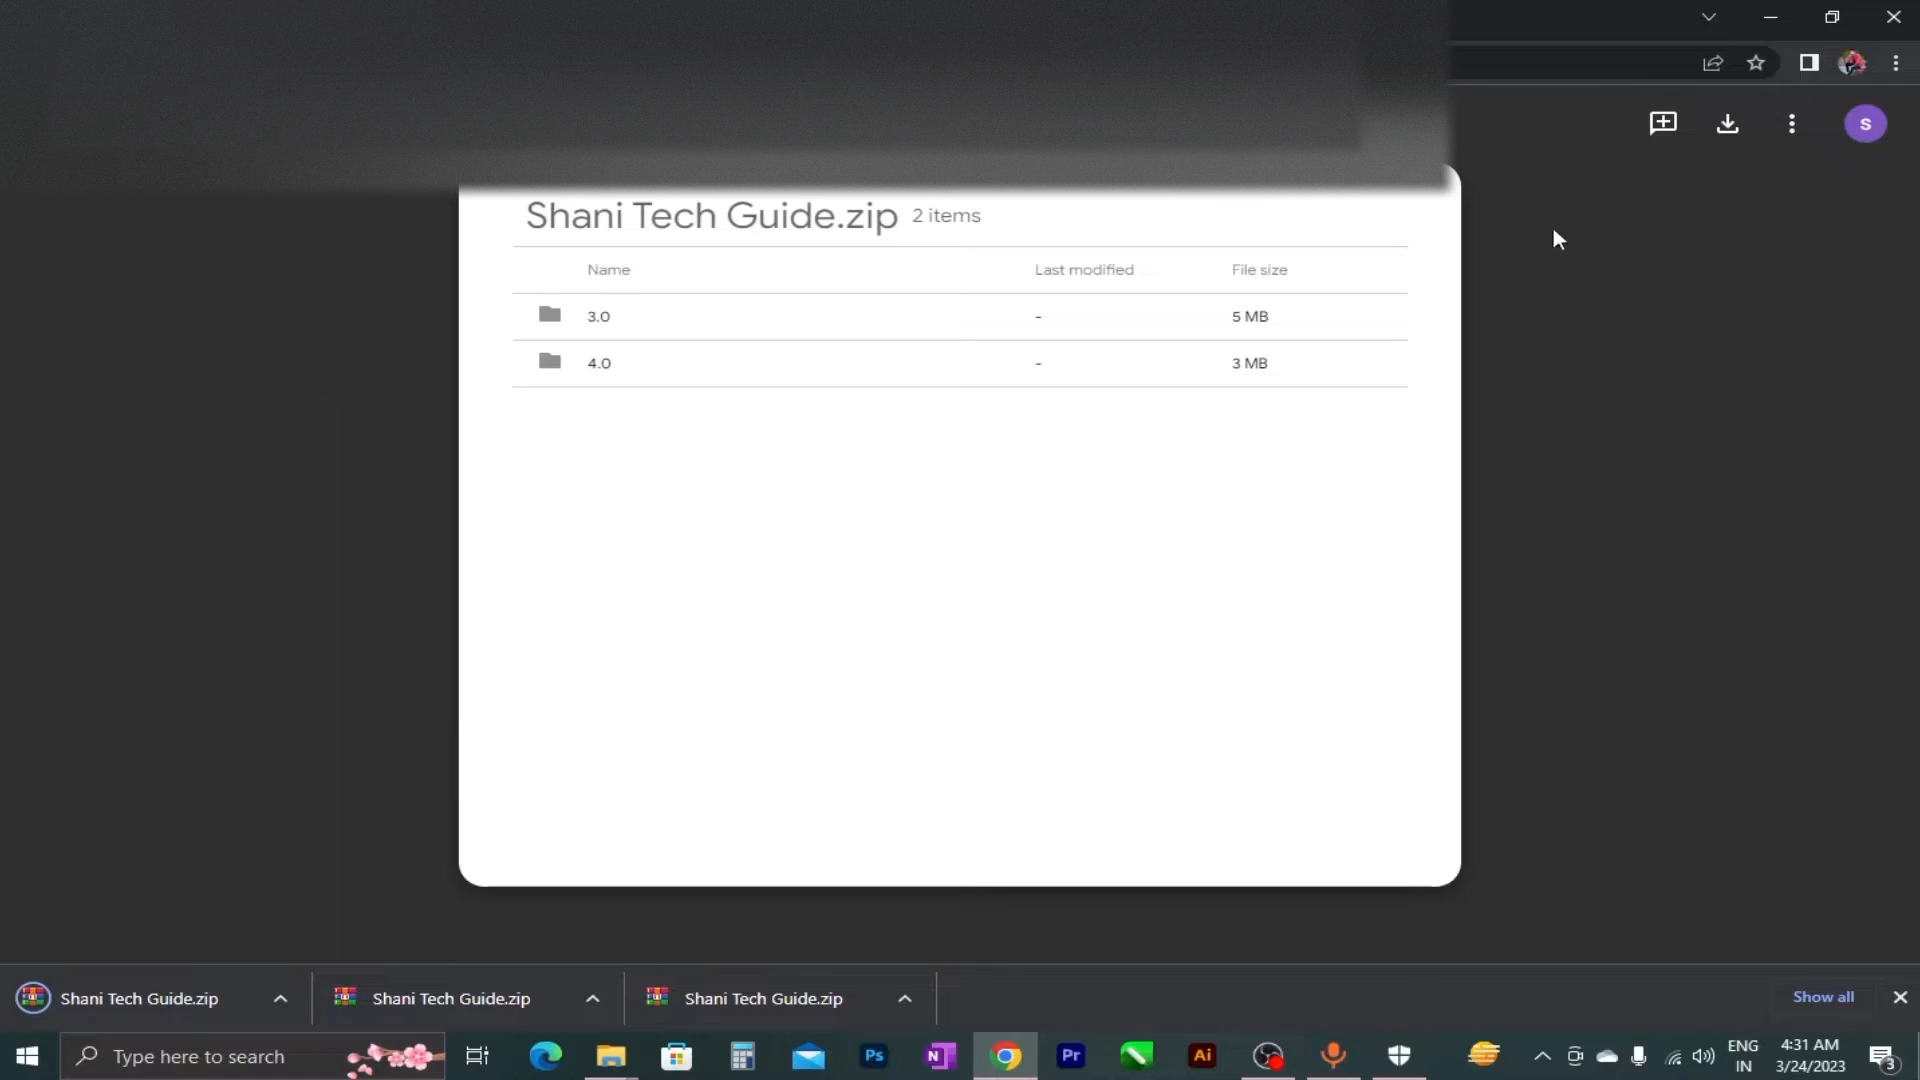 S
Shani Tech Guide.zip 2 items
Name Last modified File size
3.0 - 5 MB
4.0 - 3 MB
Shani Tech Guide.zip Shani Tech Guide.zip Shani Tech Guide.zip Show all
Type here to search Ps N Pr Ai ENG 4:31 AM
IN 3/24/2023 3